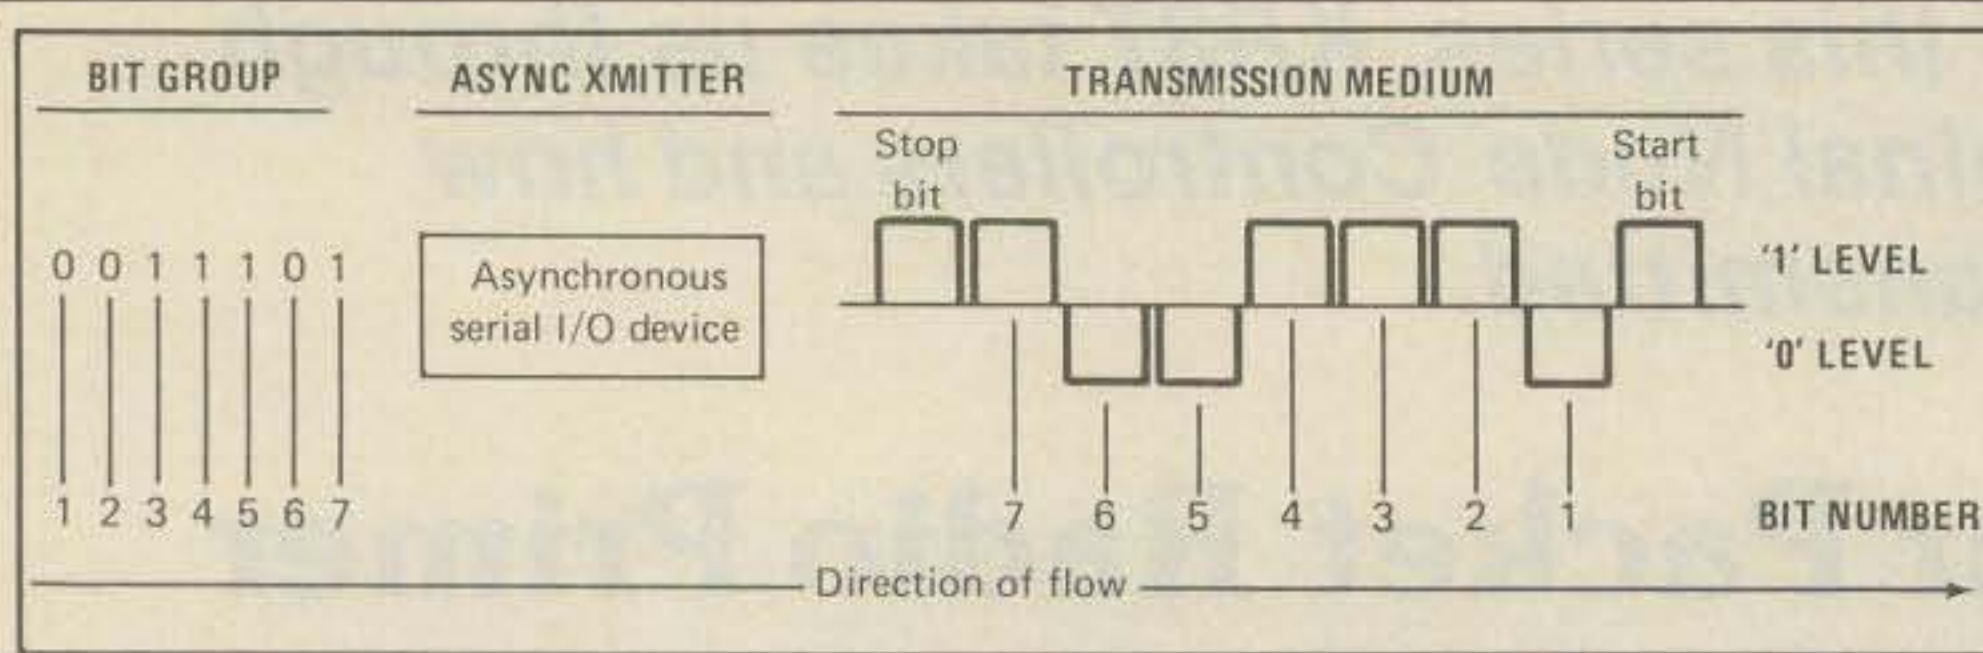 BIT GROUP
ASYNC XMITTER
TRANSMISSION MEDIUM
Stop
bit
Start
bit
0 0 1 1 1 0 1
Asynchronous
serial I/O device
'1' LEVEL
'0' LEVEL
1 2 3 4 5 6 7
7 6 5 4 3 2 1
BIT NUMBER
Direction of flow